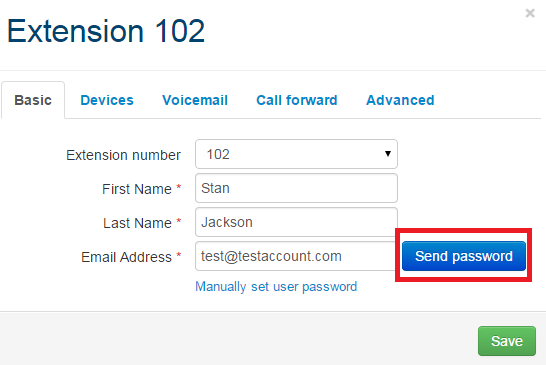 ×
Extension 102
Basic Devices Voicemail Call forward Advanced
Extension number 102
First Name * Stan
Last Name * Jackson
Email Address * test@testaccount.com Send password
Manually set user password
Save